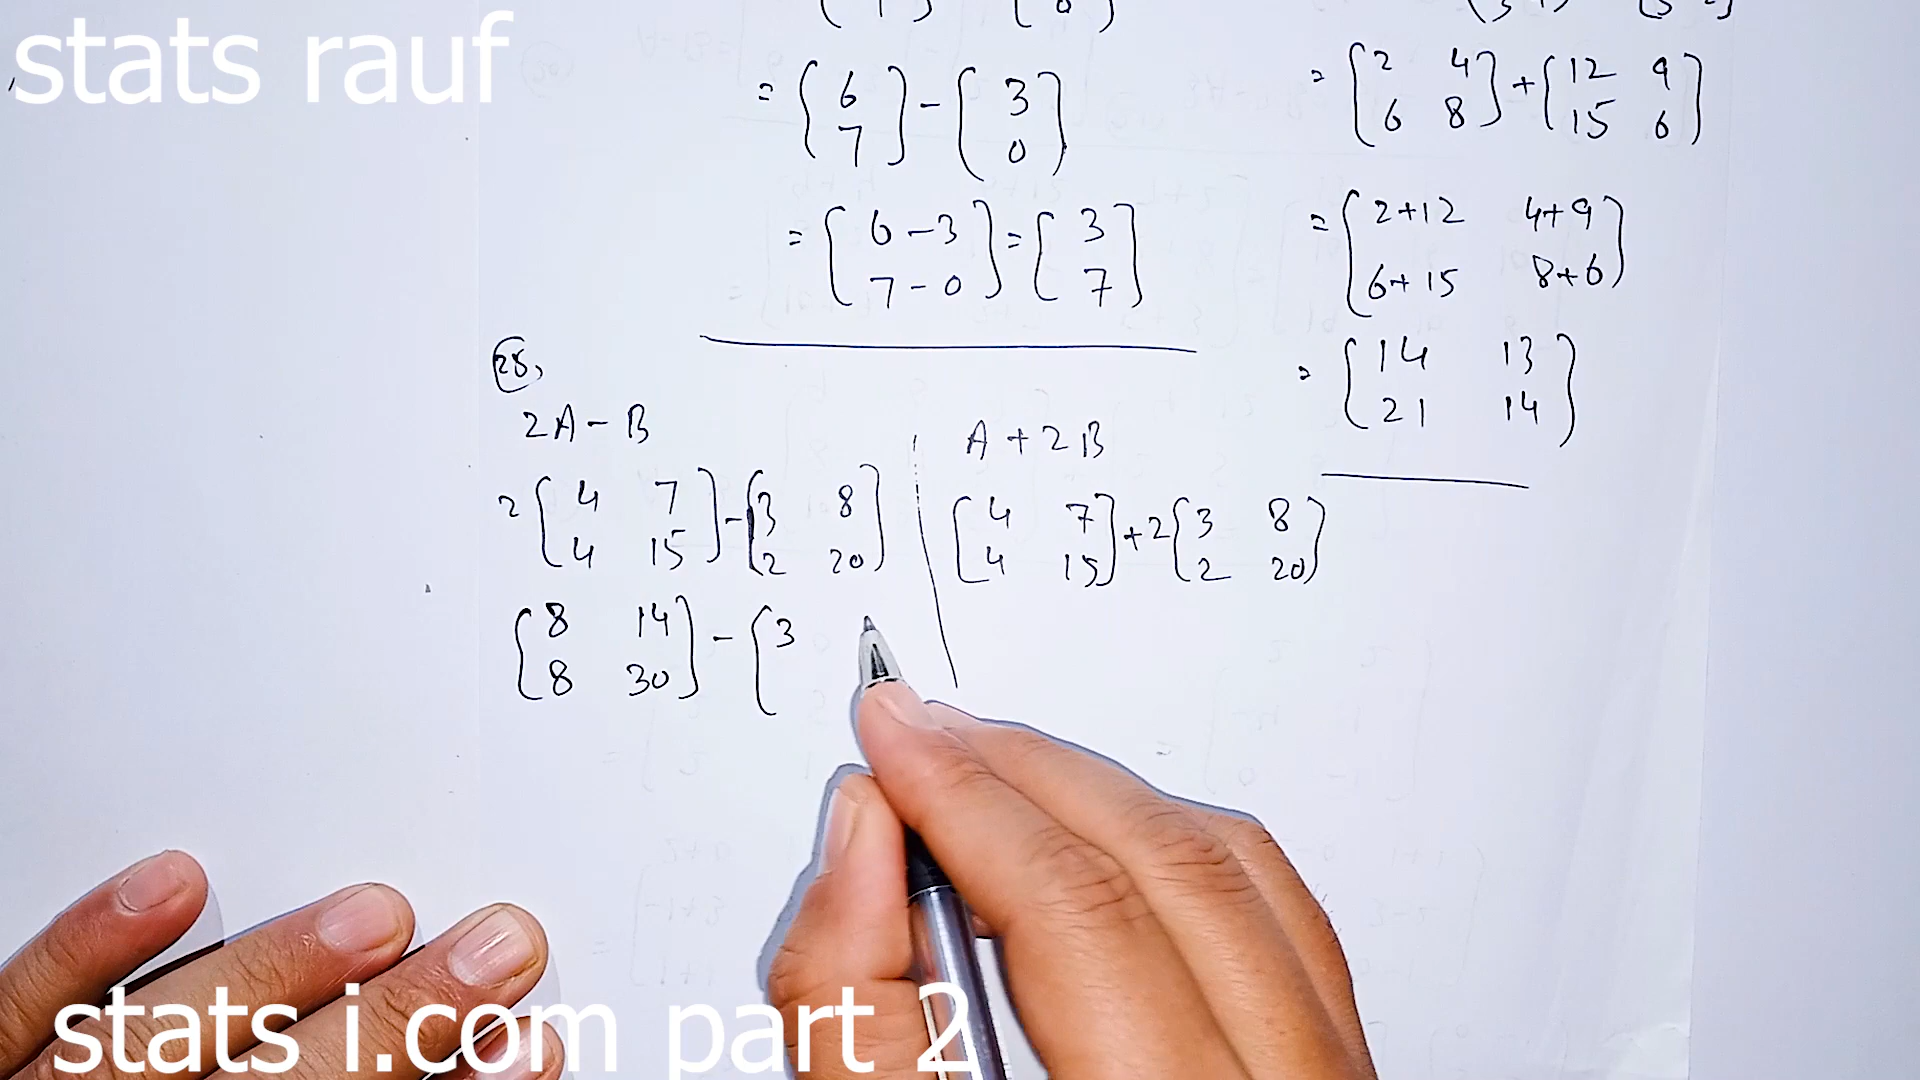 stats rauf
= [6 7] - [3 0]
= [6-3 7-0] = [3 7]
= [2 4 6 8] + [12 9 15 6]
= [2+12 4+9 6+15 8+6]
= [14 13 21 14]
28,
2A - B
2 [4 7 4 15] - [3 8 2 20]
[8 14 8 30] - [3
A + 2B
[4 7 4 15] + 2 [3 8 2 20]
stats i.com part 2